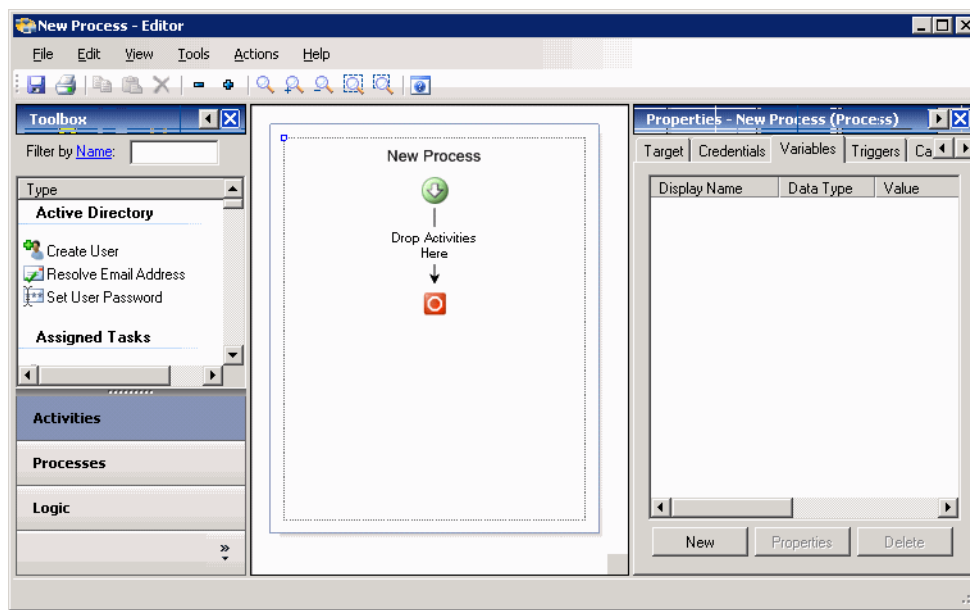 New Process - Editor
File Edit View Tools Actions Help
Toolbox
Filter by Name:
Type
Active Directory
Create User
Resolve Email Address
Set User Password
Assigned Tasks
Activities
Processes
Logic
New Process
Drop Activities
Here
Properties - New Process (Process)
Target Credentials Variables Triggers Ca
Display Name Data Type Value
New Properties Delete